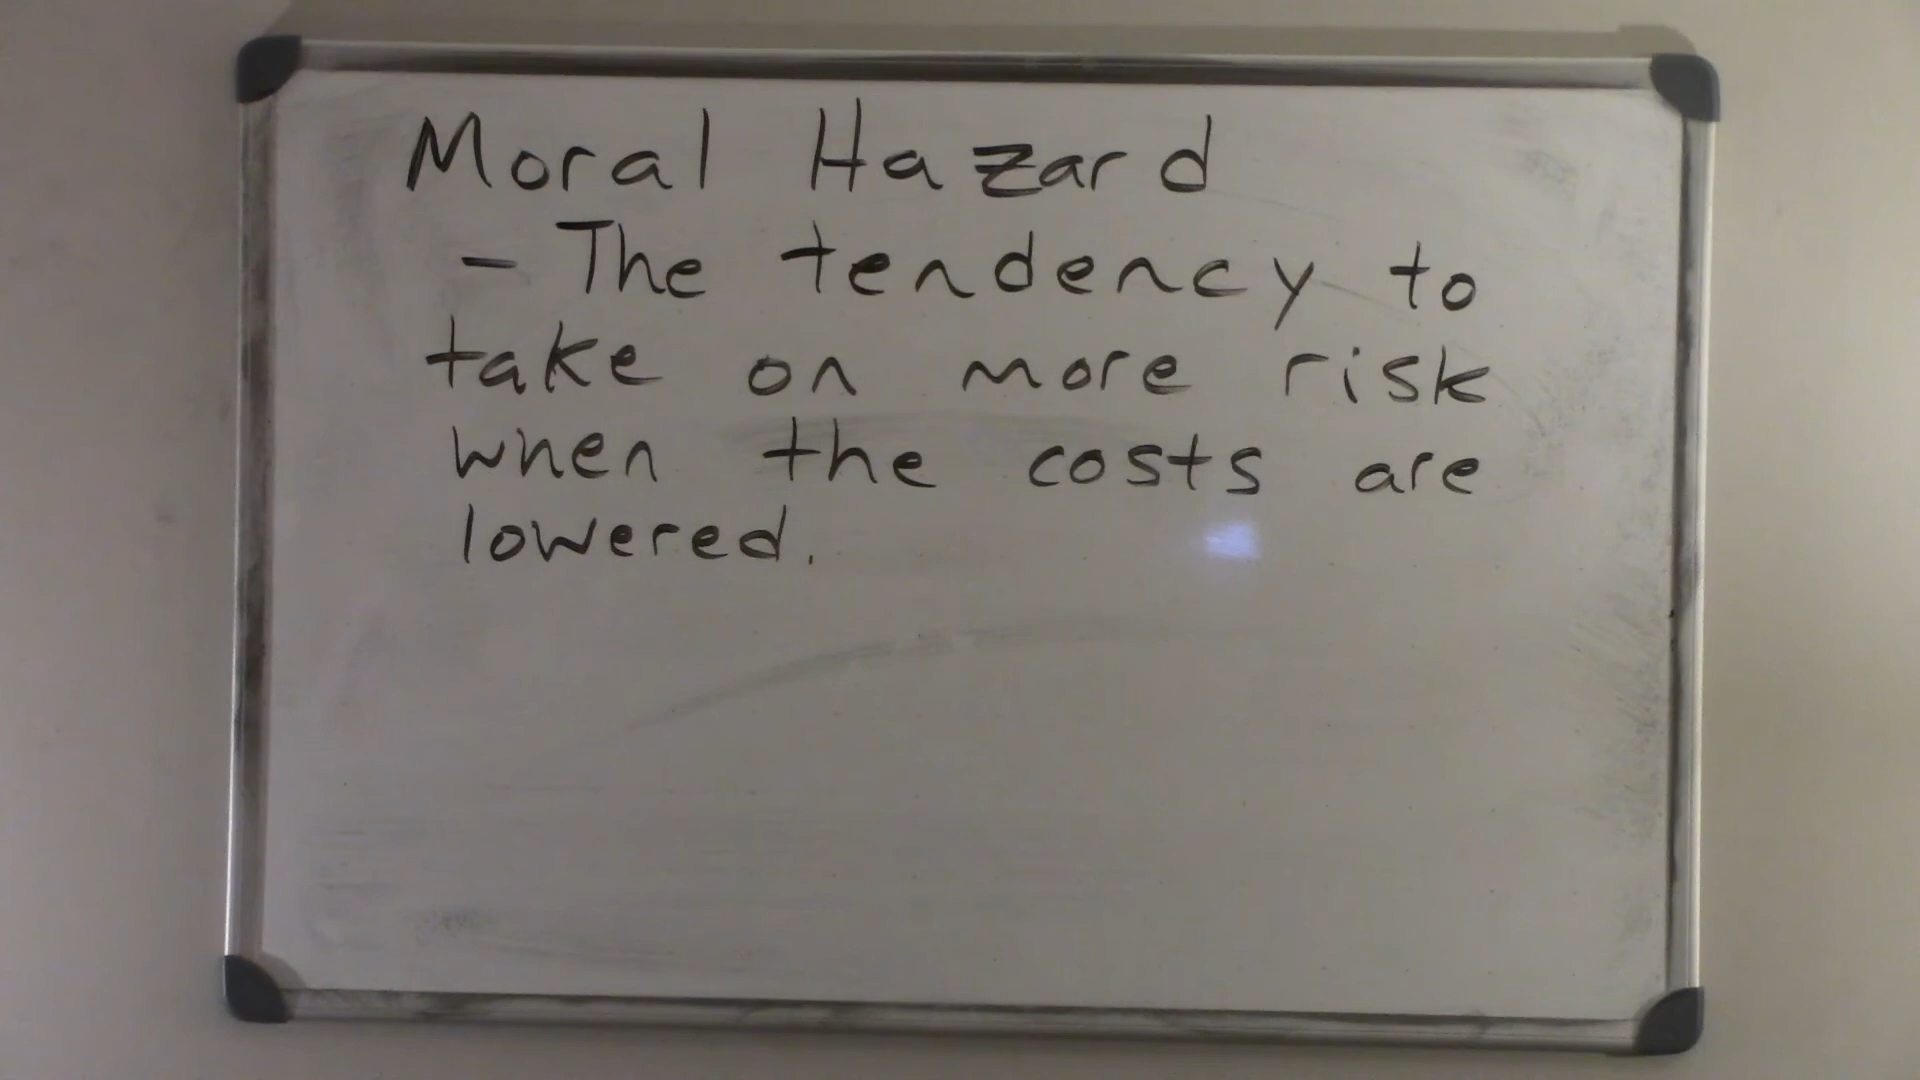 Moral Hazard
- The tendency to
take on more risk
when the costs are
lowered.